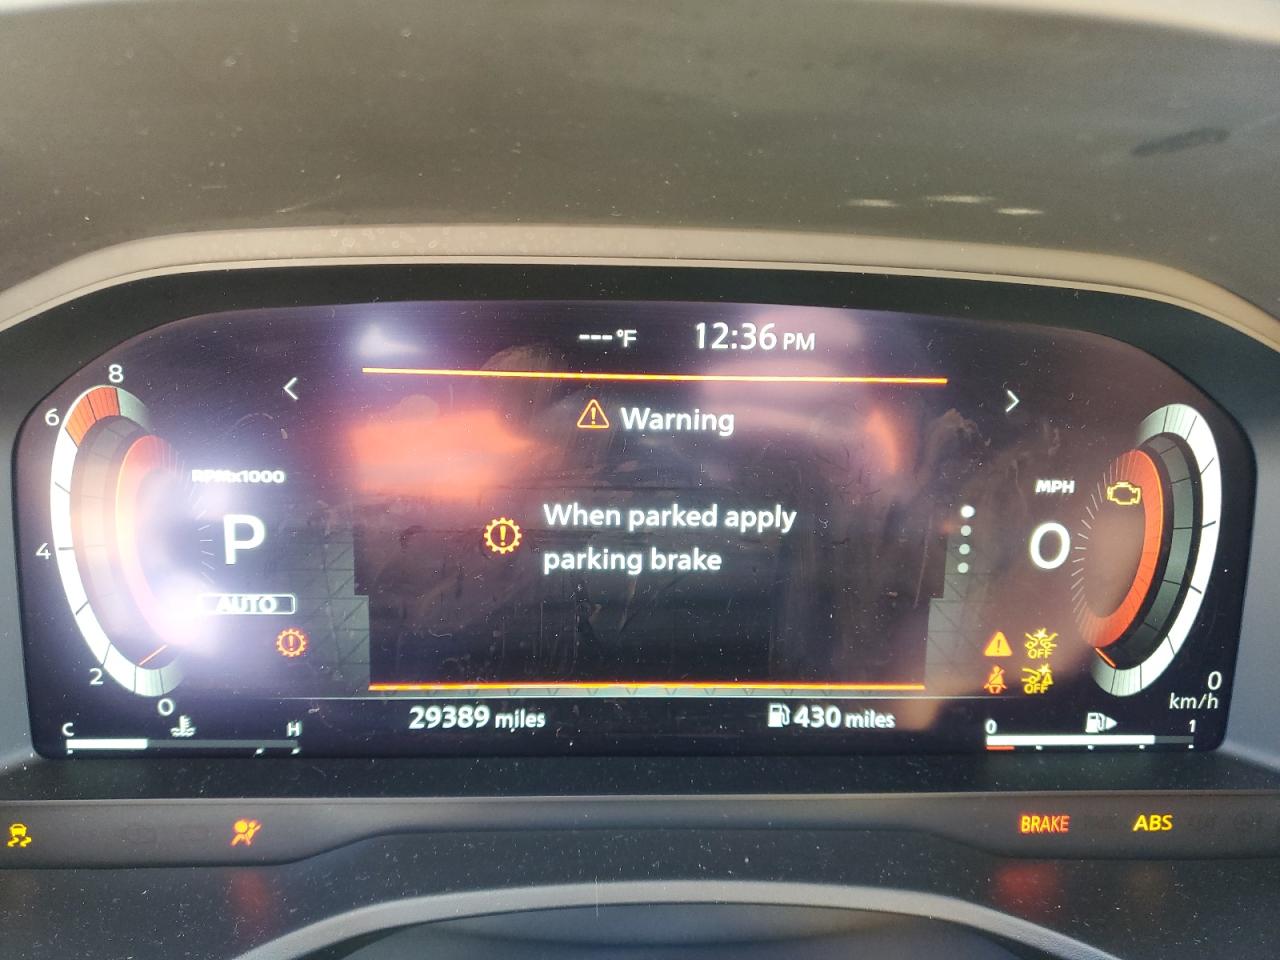 ---°F 12:36 PM
8
6
Warning
RPMx1000
MPH
When parked apply
parking brake
P
0
4
AUTO
OFF
OFF
2
0
0
km/h
C H
29389 miles
430 miles
0 1
BRAKE
ABS